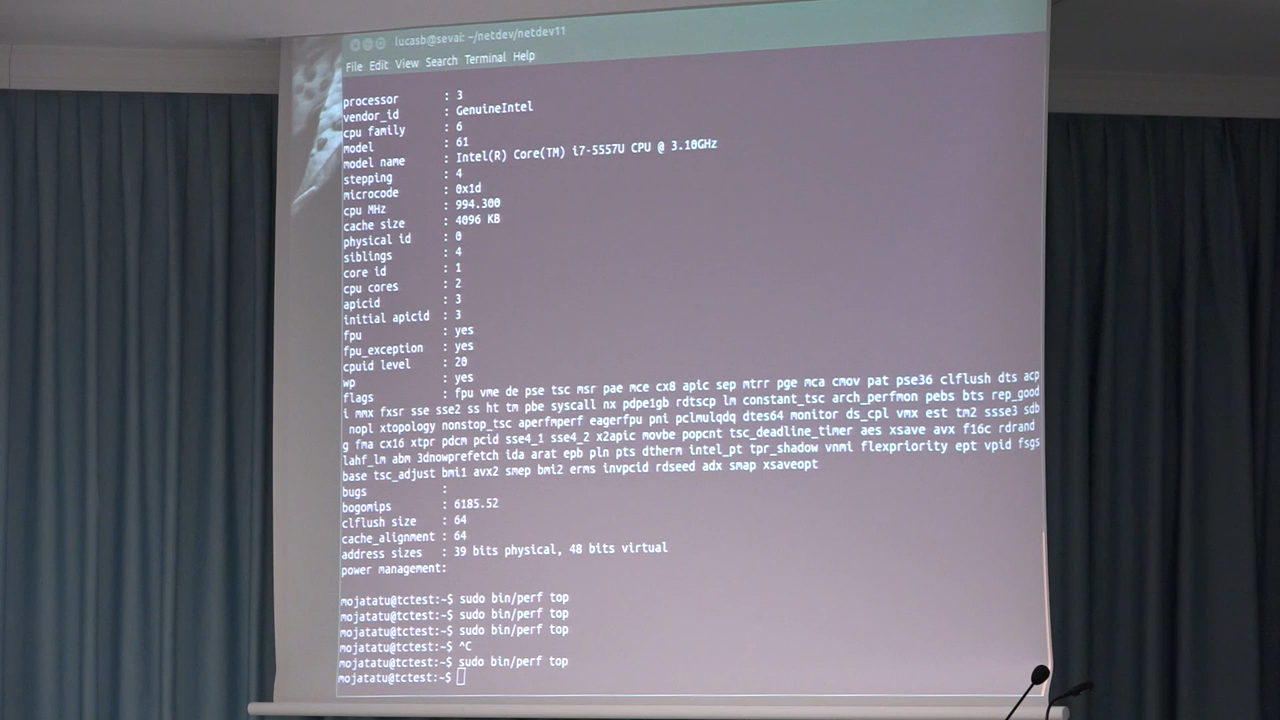 lucasb@seval: ~/netdev/netdev11
File Edit View Search Terminal Help
processor : 3
vendor_id : GenuineIntel
cpu family : 6
model : 61
model name : Intel(R) Core(TM) i7-5557U CPU @ 3.10GHz
stepping : 4
microcode : 0x1d
cpu MHz : 994.300
cache size : 4096 KB
physical id : 0
siblings : 4
core id : 1
cpu cores : 2
apicid : 3
initial apicid : 3
fpu : yes
fpu_exception : yes
cpuid level : 20
wp : yes
flags : fpu vme de pse tsc msr pae mce cx8 apic sep mtrr pge mca cmov pat pse36 clflush dts acp
i mmx fxsr sse sse2 ss ht tm pbe syscall nx pdpe1gb rdtscp lm constant_tsc arch_perfmon pebs bts rep_good
nopl xtopology nonstop_tsc aperfmperf eagerfpu pni pclmulqdq dtes64 monitor ds_cpl vmx est tm2 ssse3 sdb
g fma cx16 xtpr pdcm pcid sse4_1 sse4_2 x2apic movbe popcnt tsc_deadline_timer aes xsave avx f16c rdrand
lahf_lm abm 3dnowprefetch ida arat epb pln pts dtherm intel_pt tpr_shadow vnmi flexpriority ept vpid fsgs
base tsc_adjust bmi1 avx2 smep bmi2 erms invpcid rdseed adx smap xsaveopt
bugs :
bogomips : 6185.52
clflush size : 64
cache_alignment : 64
address sizes : 39 bits physical, 48 bits virtual
power management:
mojatatu@tctest:~$ sudo bin/perf top
mojatatu@tctest:~$ sudo bin/perf top
mojatatu@tctest:~$ sudo bin/perf top
mojatatu@tctest:~$ ^C
mojatatu@tctest:~$ sudo bin/perf top
mojatatu@tctest:~$